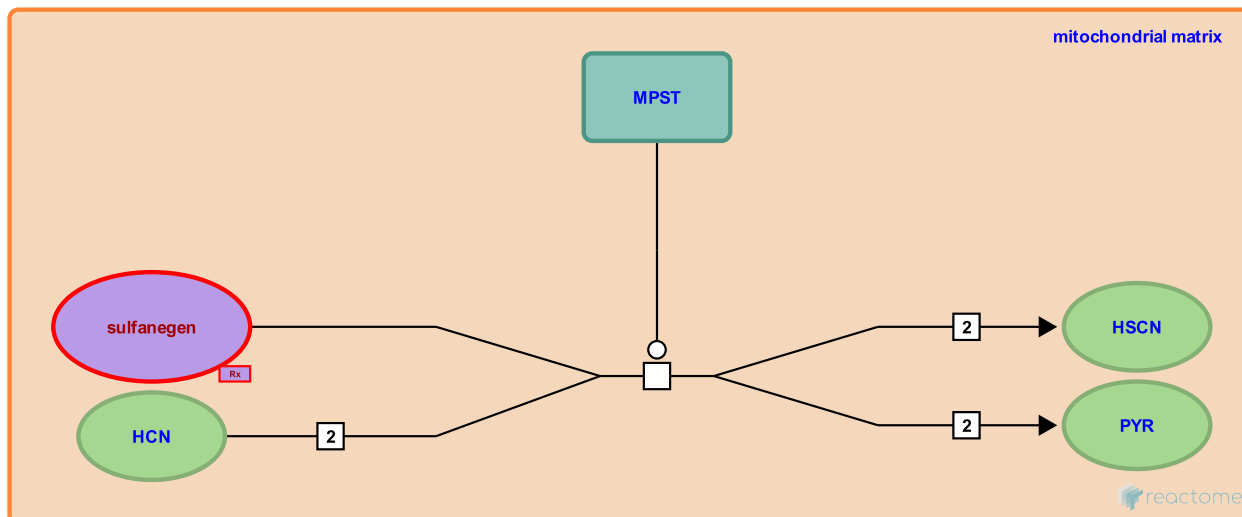 mitochondrial matrix
MPST
sulfanegen
Rx
HCN
2
2
HSCN
2
PYR
reactome